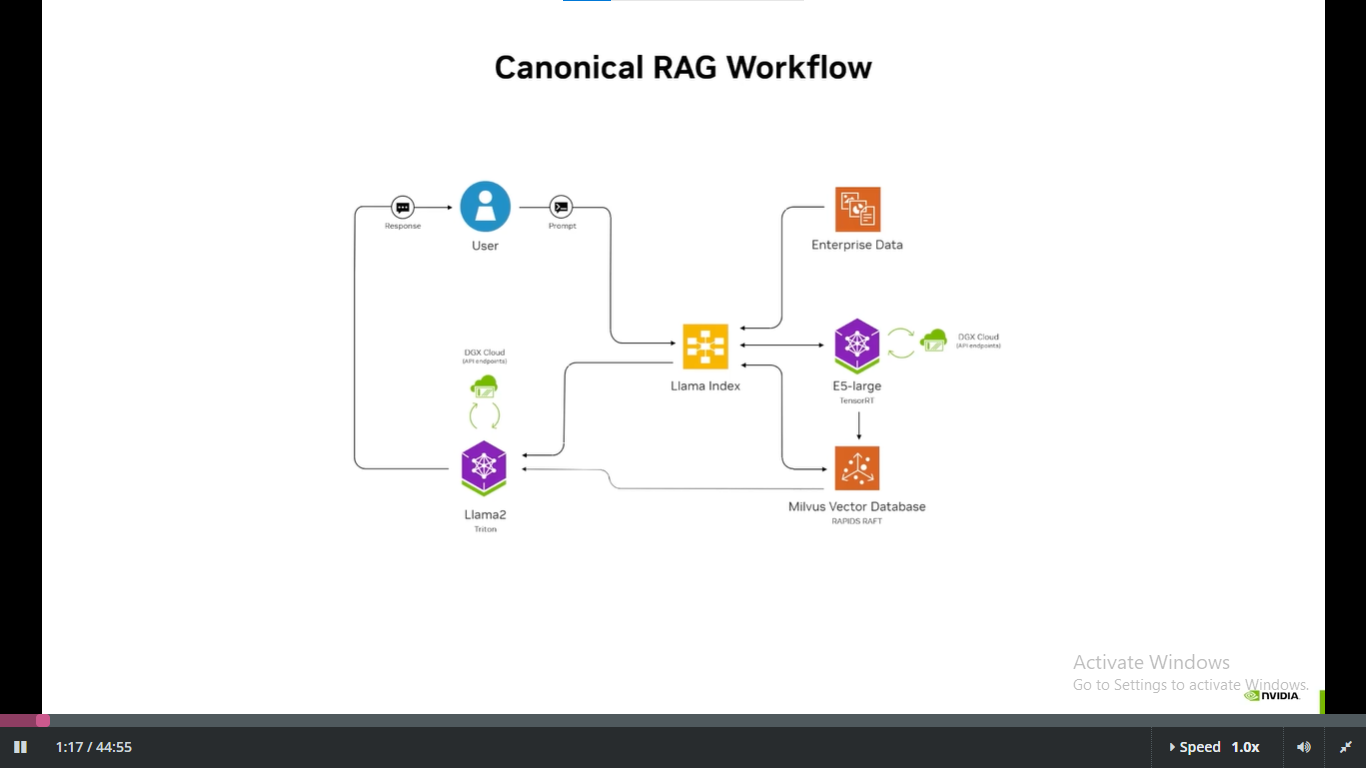 Canonical RAG Workflow
Response
User
Prompt
Enterprise Data
DGX Cloud
(API endpoints)
Llama Index
E5-large
TensorRT
DGX Cloud
(API endpoints)
Llama2
Triton
Milvus Vector Database
RAPIDS RAFT
Activate Windows
Go to Settings to activate Windows.
NVIDIA.
1:17 / 44:55
Speed 1.0x